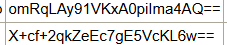 omRqLAy91VKxA0pilma4AQ==
X+cf+2qkZeEc7gE5VcKL6w==